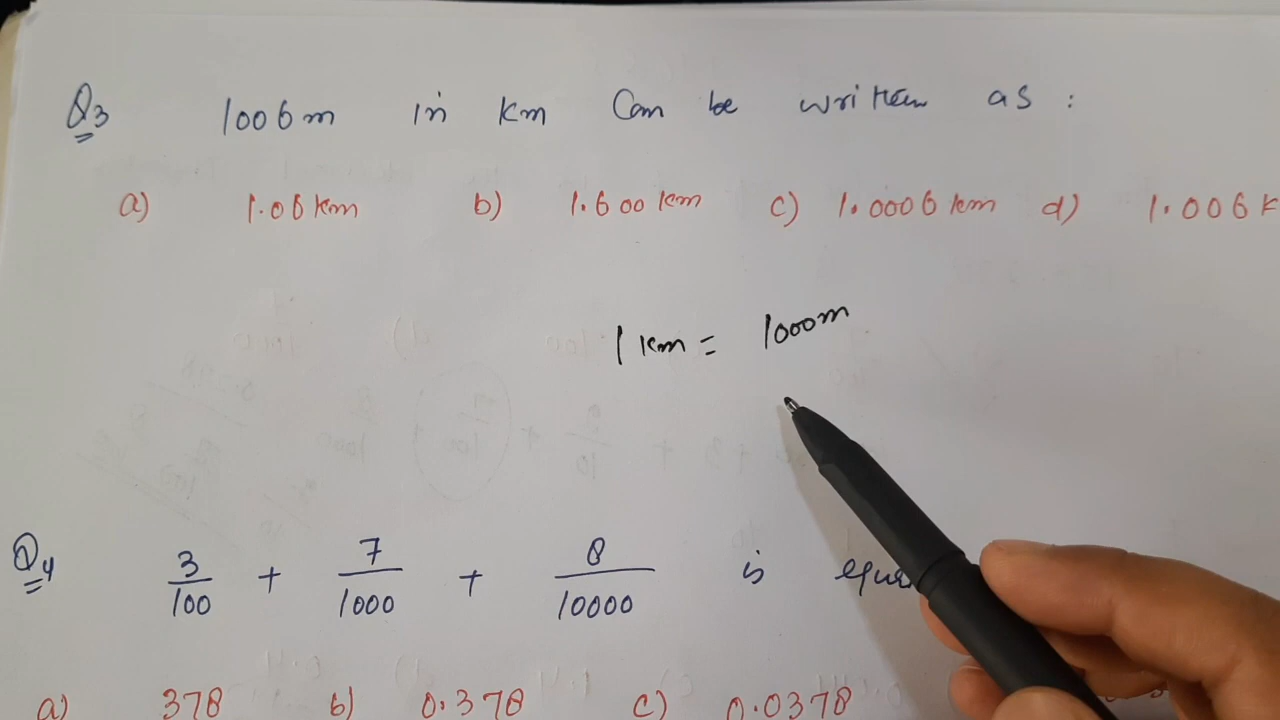 Q3 1006m in km Can be written as :
a) 1.06 km b) 1.600 km c) 1.0006 km d) 1.006 k
1 km = 1000m
Q4 3/100 + 7/1000 + 8/10000 is
a) 378 b) 0.378 c) 0.0378